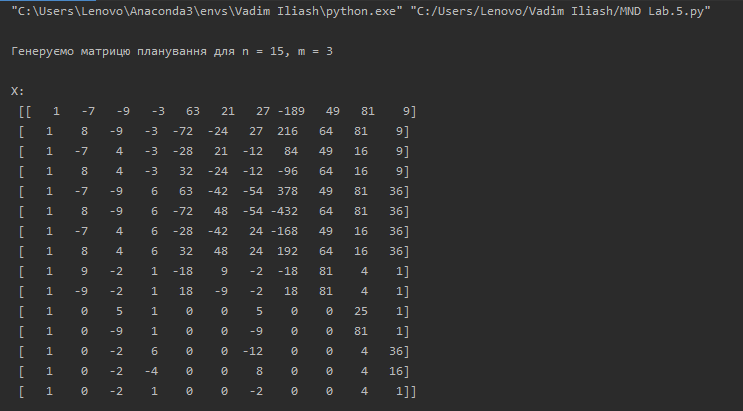 "C:\Users\Lenovo\Anaconda3\envs\Vadim Iliash\python.exe" "C:/Users/Lenovo/Vadim Iliash/MND Lab.5.py"
Генеруємо матрицю планування для n = 15, m = 3
X:
[[ 1 -7 -9 -3 63 21 27 -189 49 81 9]
[ 1 8 -9 -3 -72 -24 27 216 64 81 9]
[ 1 -7 4 -3 -28 21 -12 84 49 16 9]
[ 1 8 4 -3 32 -24 -12 -96 64 16 9]
[ 1 -7 -9 6 63 -42 -54 378 49 81 36]
[ 1 8 -9 6 -72 48 -54 -432 64 81 36]
[ 1 -7 4 6 -28 -42 24 -168 49 16 36]
[ 1 8 4 6 32 48 24 192 64 16 36]
[ 1 9 -2 1 -18 9 -2 -18 81 4 1]
[ 1 -9 -2 1 18 -9 -2 18 81 4 1]
[ 1 0 5 1 0 0 5 0 0 25 1]
[ 1 0 -9 1 0 0 -9 0 0 81 1]
[ 1 0 -2 6 0 0 -12 0 0 4 36]
[ 1 0 -2 -4 0 0 8 0 0 4 16]
[ 1 0 -2 1 0 0 -2 0 0 4 1]]